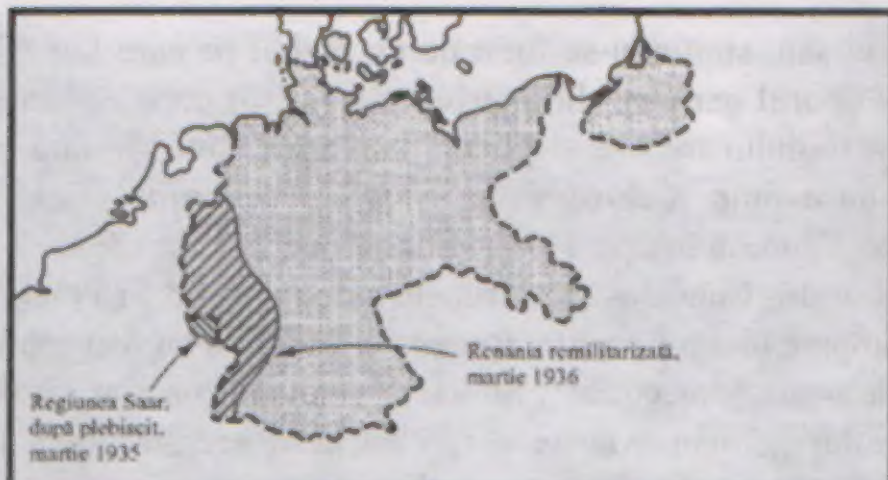 Renania remilitarizată,
martie 1936
Regiunea Saar,
după plebiscit,
martie 1935